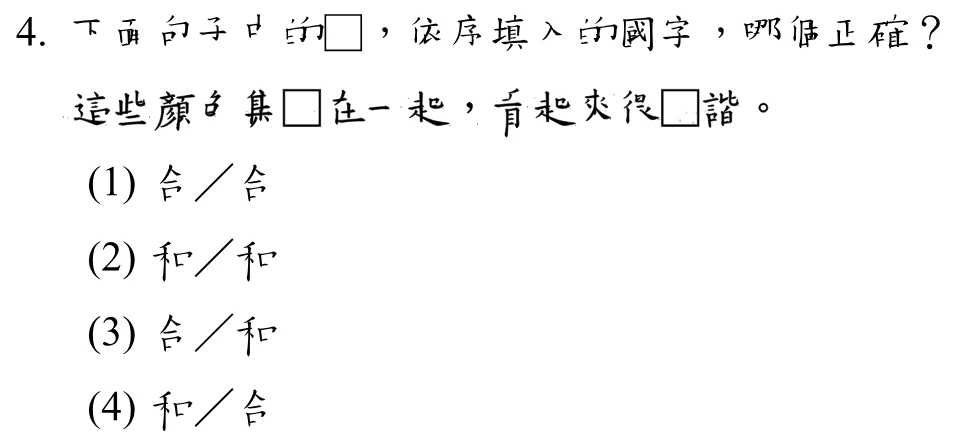 4. 下面句子中的□，依序填入的國字，哪個正確？
這些顏色集□在一起，看起來很□諧。
(1) 合／合
(2) 和／和
(3) 合／和
(4) 和／合